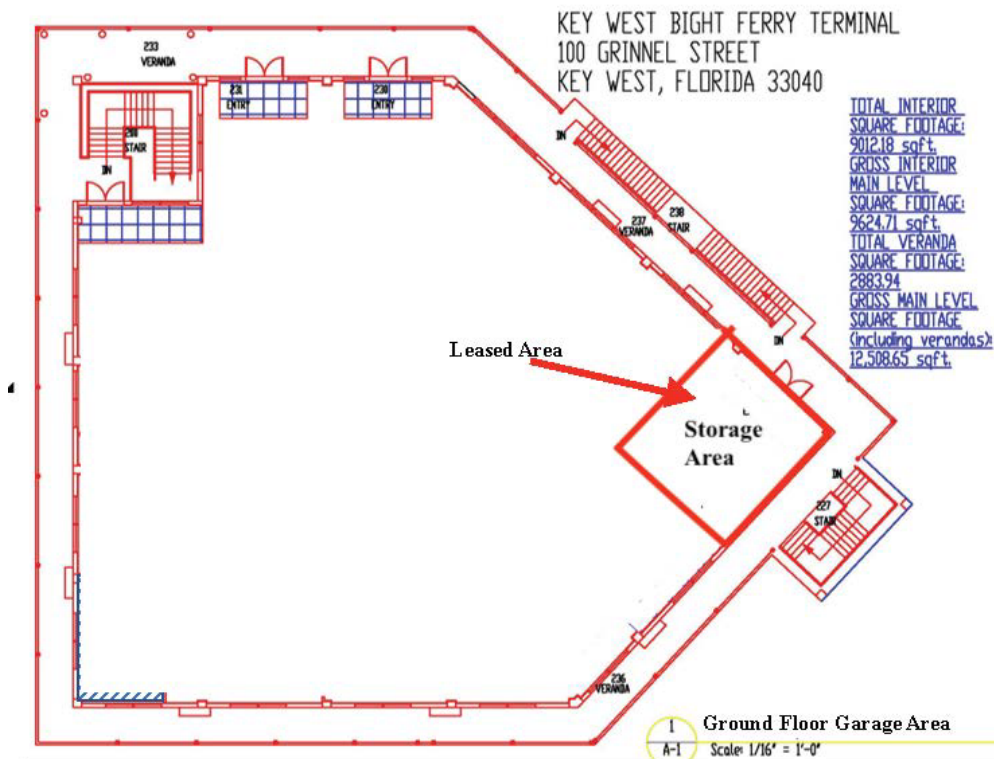 KEY WEST BIGHT FERRY TERMINAL
100 GRINNEL STREET
KEY WEST, FLORIDA 33040
TOTAL INTERIOR
SQUARE FOOTAGE:
9012.18 sqft.
GROSS INTERIOR
MAIN LEVEL
SQUARE FOOTAGE:
9624.71 sqft.
TOTAL VERANDA
SQUARE FOOTAGE:
2883.94
GROSS MAIN LEVEL
SQUARE FOOTAGE
(including verandas):
12,508.65 sqft.
233
VERANDA
231
ENTRY
230
ENTRY
STAIR
DN
DN
238
STAIR
237
VERANDA
DN
Leased Area
Storage
Area
DN
227
STAIR
236
VERANDA
1
A-1
Ground Floor Garage Area
Scale: 1/16" = 1'-0"